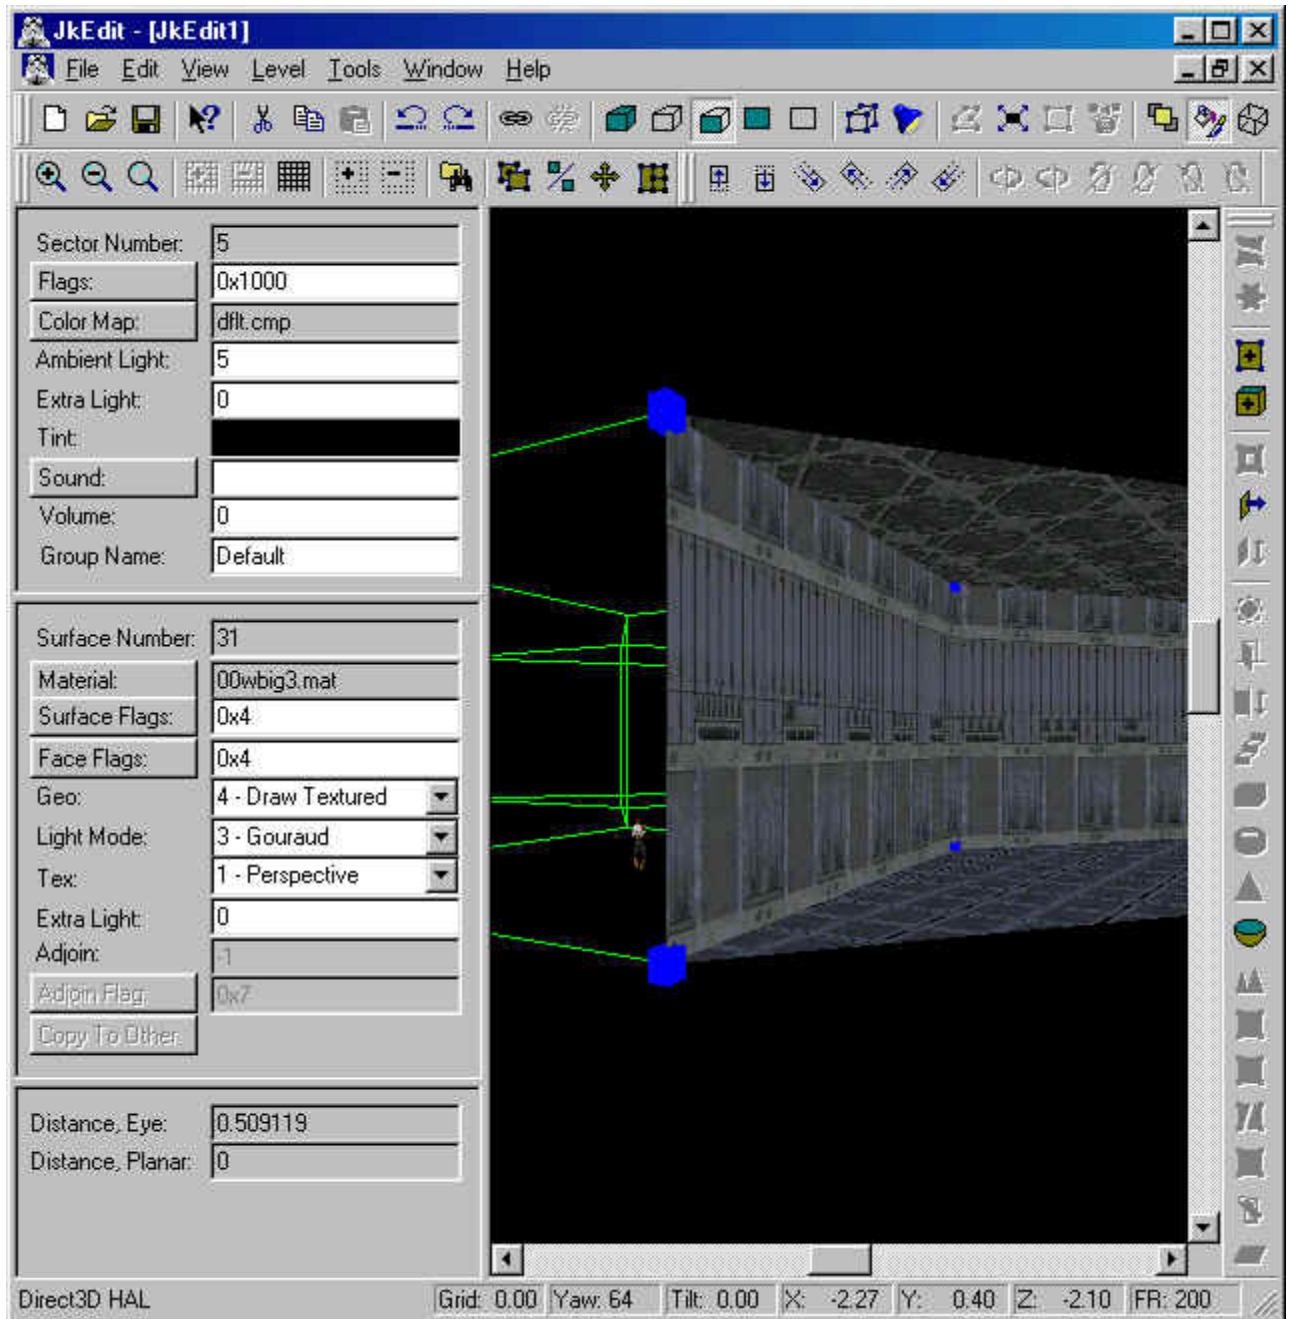 JkEdit - [JkEdit1]
File Edit View Level Tools Window Help
Sector Number: 5
Flags: 0x1000
Color Map: dflt.cmp
Ambient Light: 5
Extra Light: 0
Tint:
Sound:
Volume: 0
Group Name: Default
Surface Number: 31
Material: 00wbig3.mat
Surface Flags: 0x4
Face Flags: 0x4
Geo: 4 - Draw Textured
Light Mode: 3 - Gouraud
Tex: 1 - Perspective
Extra Light: 0
Adjoin: -1
Adjoin Flag: 0x7
Copy To Other.
Distance, Eye: 0.509119
Distance, Planar: 0
Direct3D HAL Grid: 0.00 Yaw: 64 Tilt: 0.00 X: -2.27 Y: 0.40 Z: -2.10 FR: 200